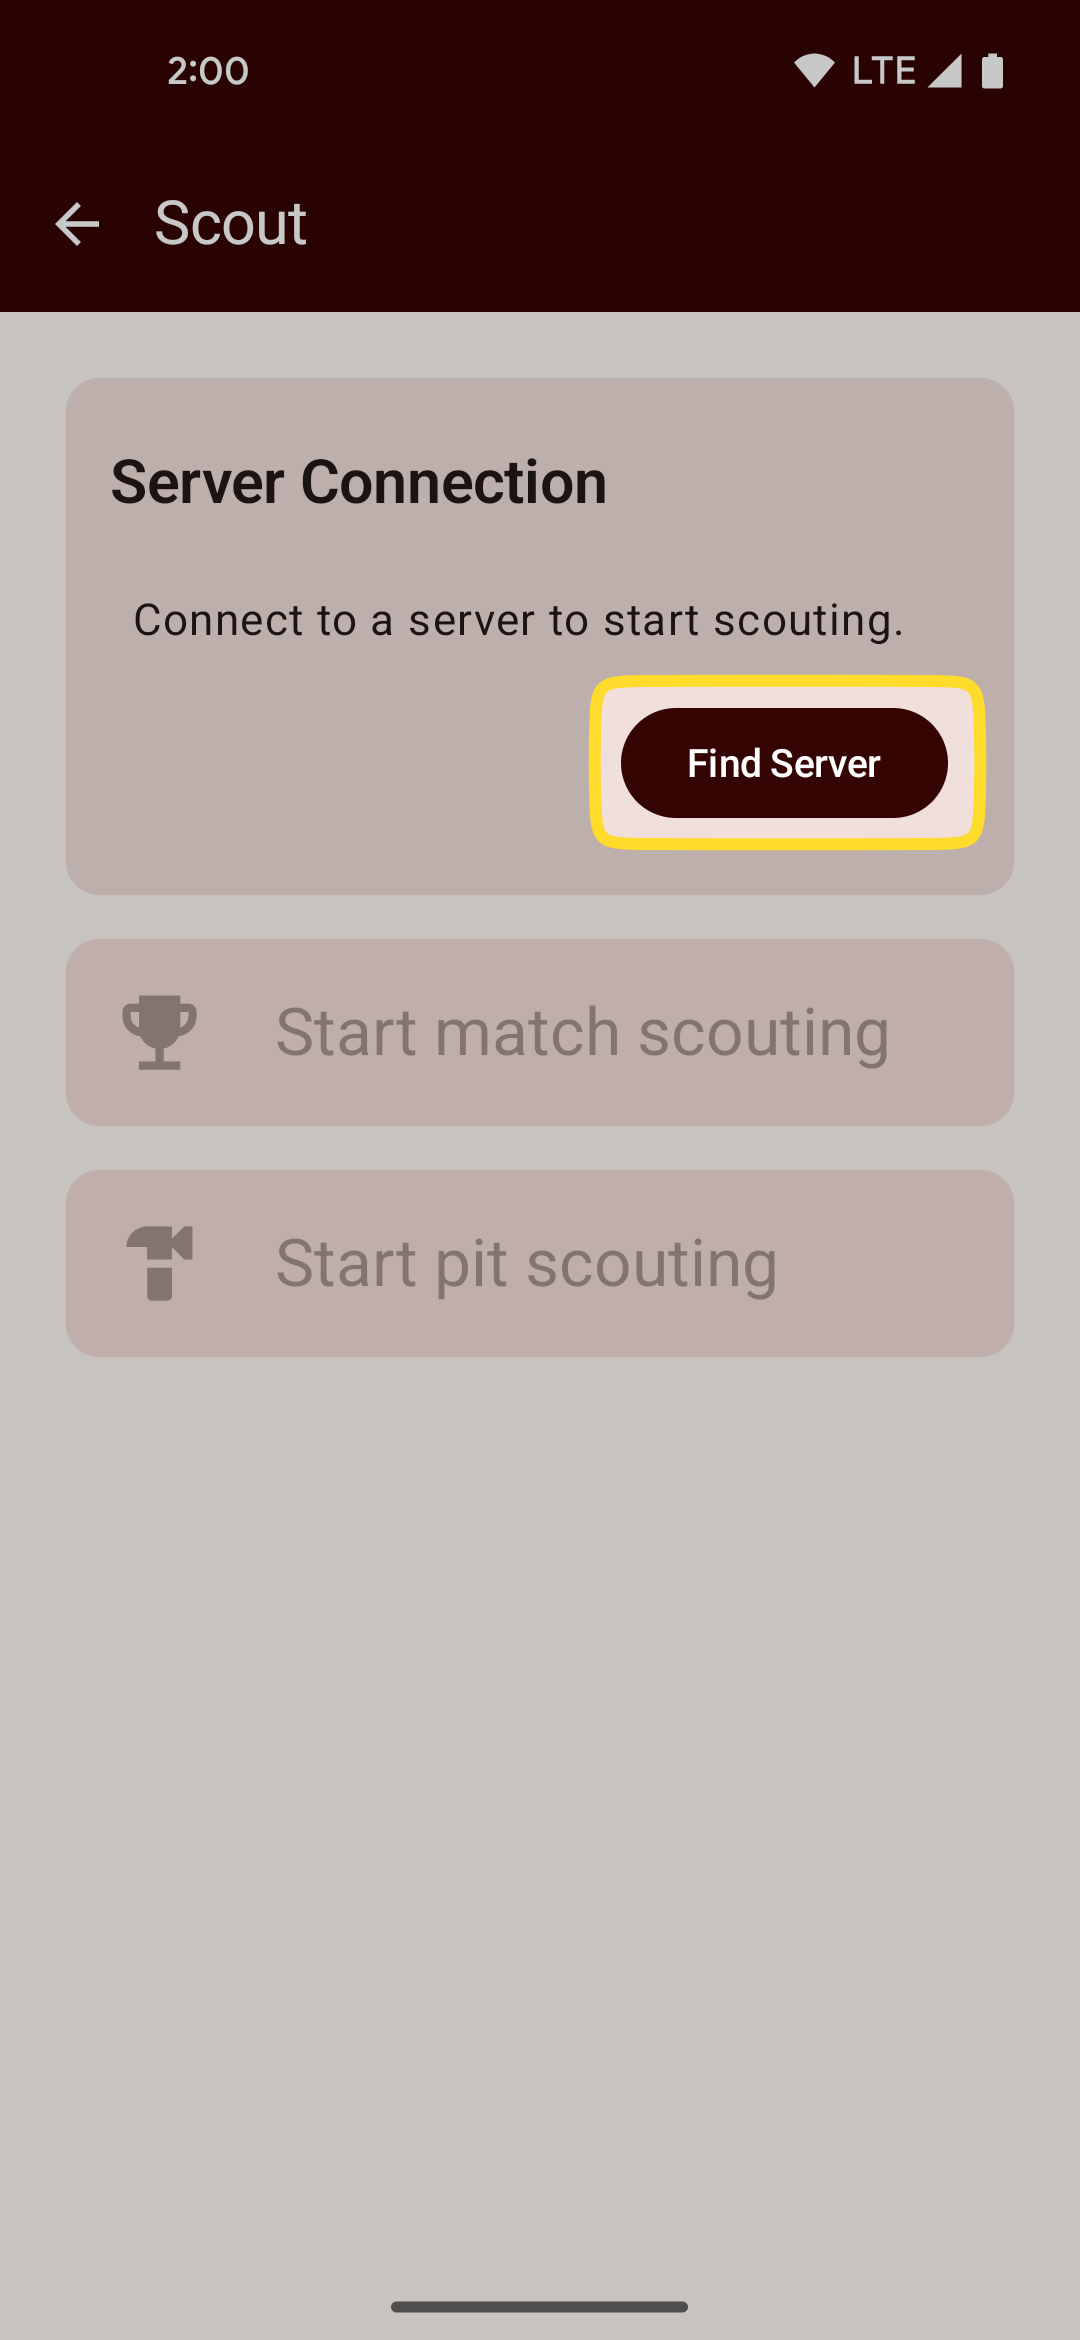 2:00 LTE
Scout
Server Connection
Connect to a server to start scouting.
Find Server
Start match scouting
Start pit scouting